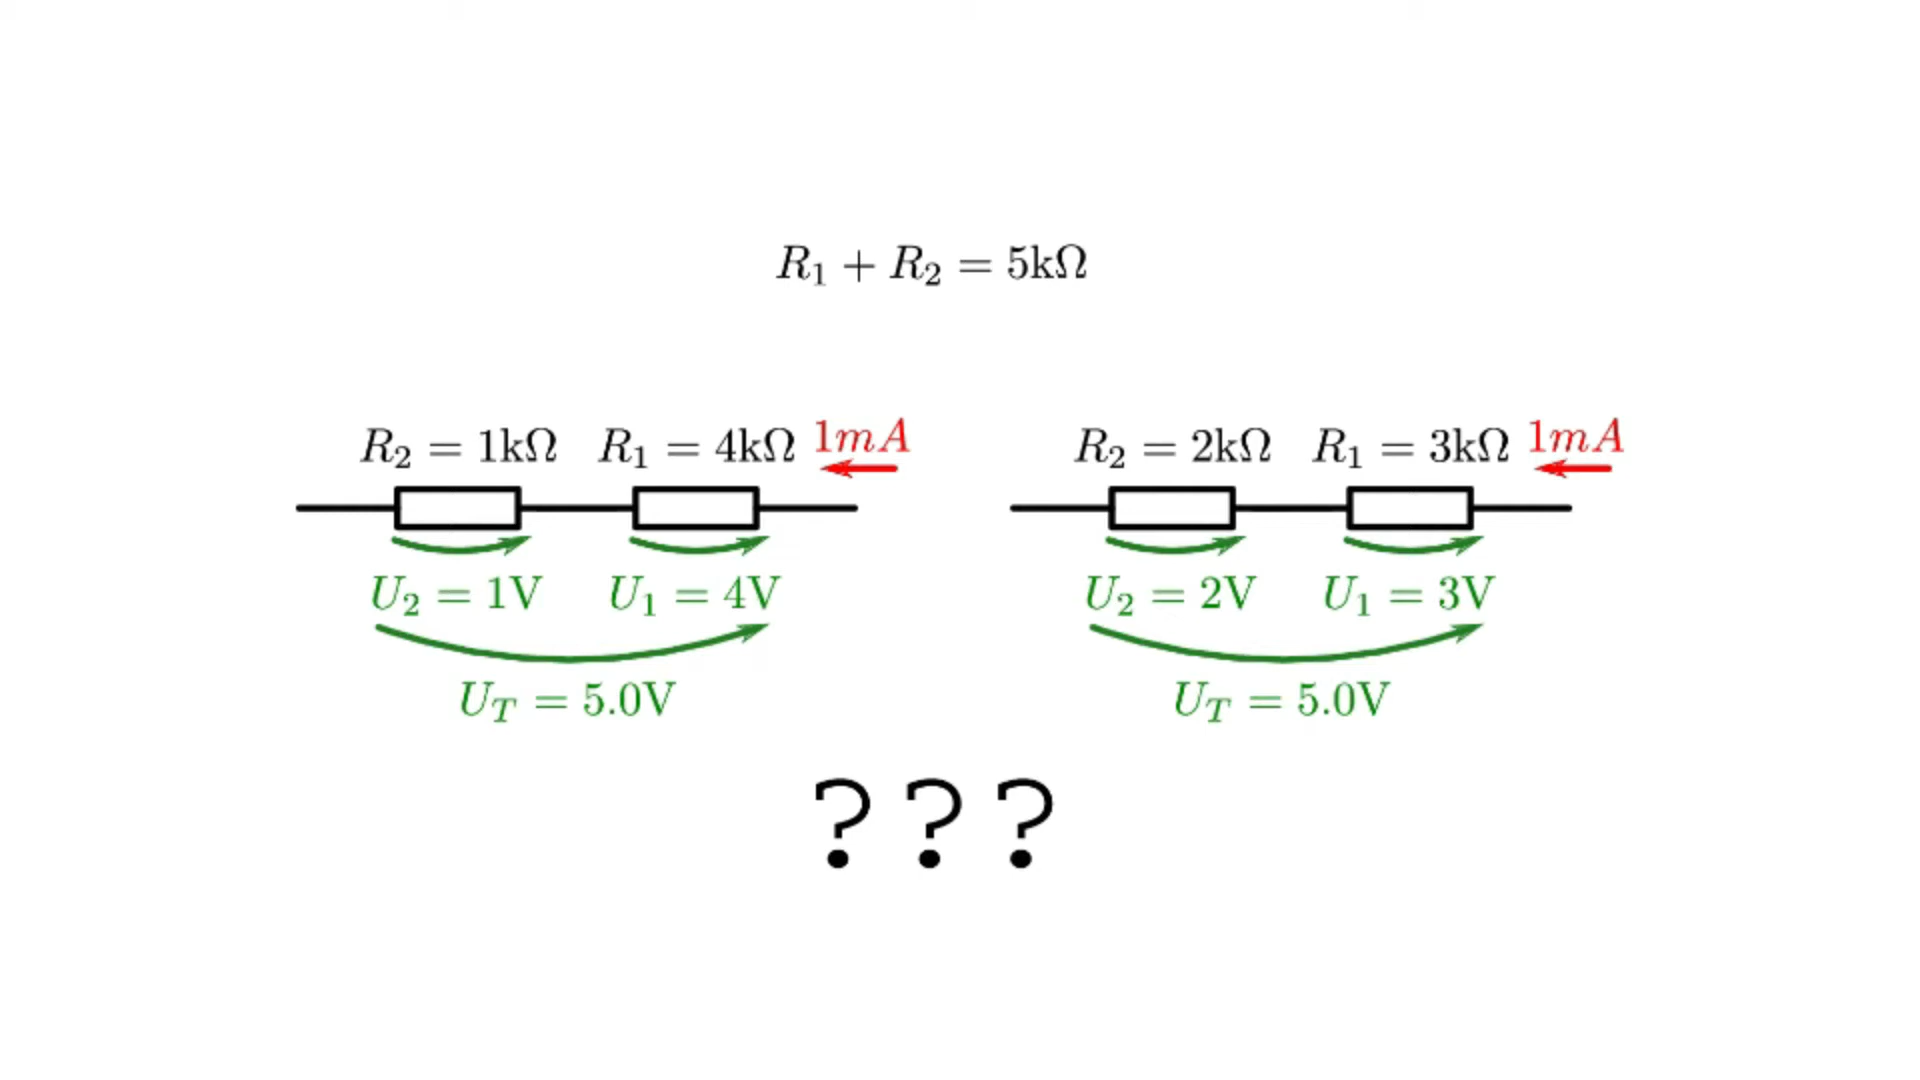 R₁ + R₂ = 5kΩ
R₂ = 1kΩ R₁ = 4kΩ 1mA
R₂ = 2kΩ R₁ = 3kΩ 1mA
U₂ = 1V U₁ = 4V
U₂ = 2V U₁ = 3V
U_T = 5.0V
U_T = 5.0V
? ? ?